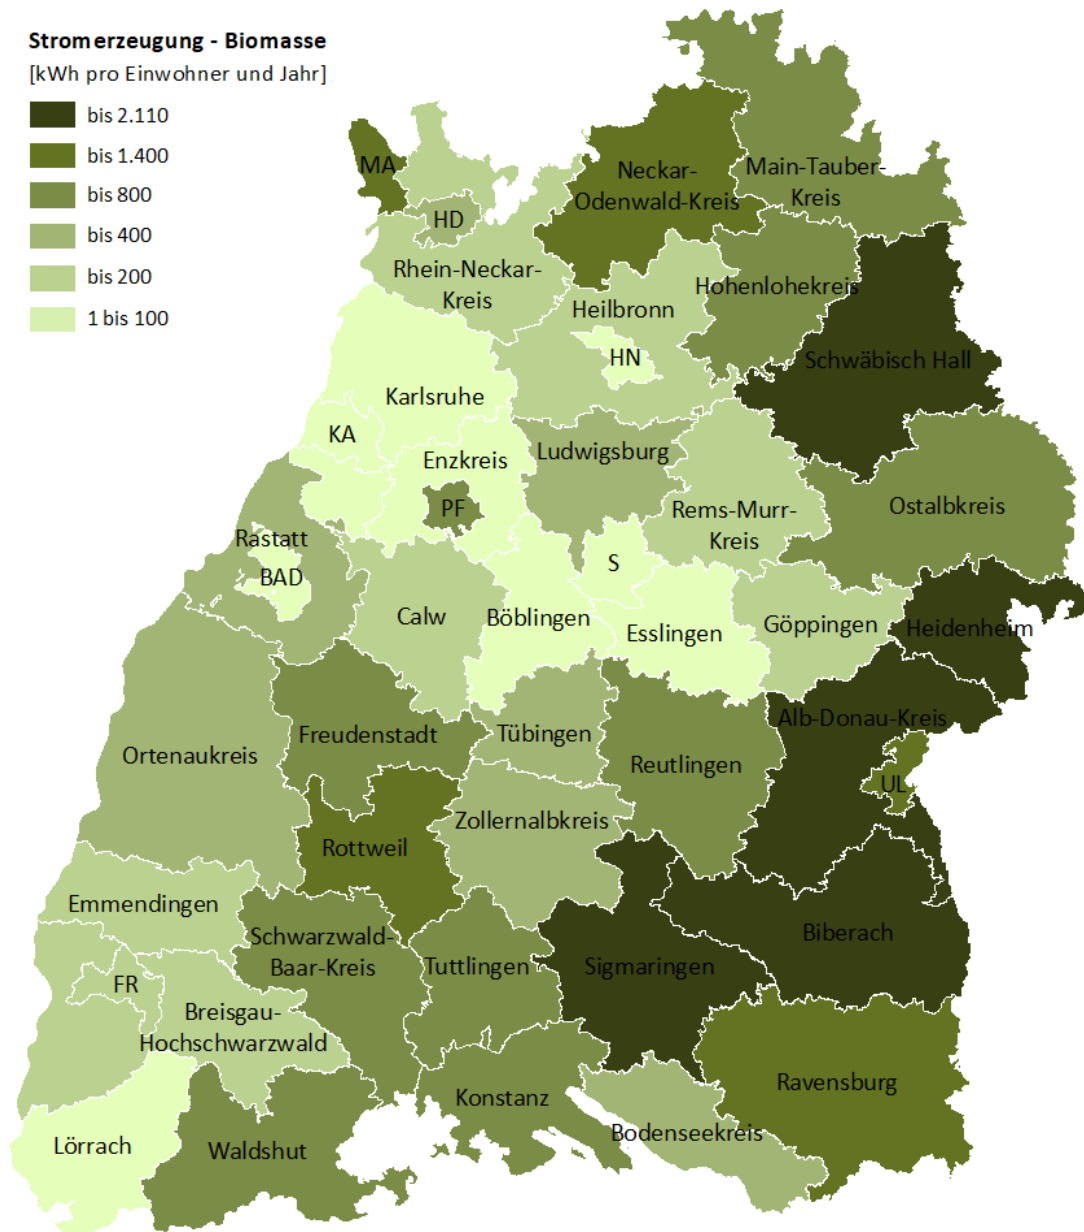 Stromerzeugung - Biomasse
[kWh pro Einwohner und Jahr]
bis 2.110
bis 1.400
bis 800
bis 400
bis 200
1 bis 100
MA
Neckar-
Odenwald-Kreis
Main-Tauber-
Kreis
HD
Rhein-Neckar-
Kreis
Hohenlohekreis
Heilbronn
HN
Schwäbisch Hall
Karlsruhe
KA
Enzkreis
Ludwigsburg
PF
Rems-Murr-
Kreis
Ostalbkreis
Rastatt
BAD
S
Calw
Böblingen
Esslingen
Göppingen
Heidenheim
Alb-Donau-Kreis
Freudenstadt
Tübingen
Ortenaukreis
Reutlingen
UL
Zollernalbkreis
Rottweil
Emmendingen
Schwarzwald-
Baar-Kreis
Tuttlingen
Sigmaringen
Biberach
FR
Breisgau-
Hochschwarzwald
Ravensburg
Konstanz
Bodenseekreis
Lörrach
Waldshut